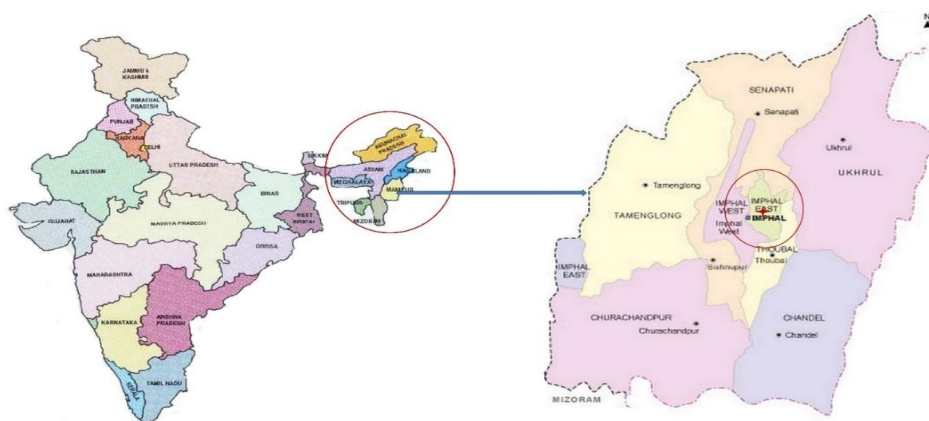 JAMMU &
KASHMIR
HIMACHAL
PRADESH
PUNJAB
HARYANA
DELHI
RAJASTHAN
UTTAR PRADESH
SIKKIM
ARUNACHAL
PRADESH
ASSAM
NAGALAND
MEGHALAYA
MANIPUR
TRIPURA
MIZORAM
BIHAR
WEST
BENGAL
GUJARAT
MADHYA PRADESH
ORISSA
MAHARASHTRA
ANDHRA
PRADESH
KARNATAKA
KERALA
TAMIL NADU
N
SENAPATI
Senapati
Ukhrul
UKHRUL
Tamenglong
TAMENGLONG
IMPHAL
WEST
Imphal
West
IMPHAL
EAST
IMPHAL
THOUBAL
Thoubal
Bishnupur
IMPHAL
EAST
CHURACHANDPUR
Churachandpur
CHANDEL
Chandel
MIZORAM